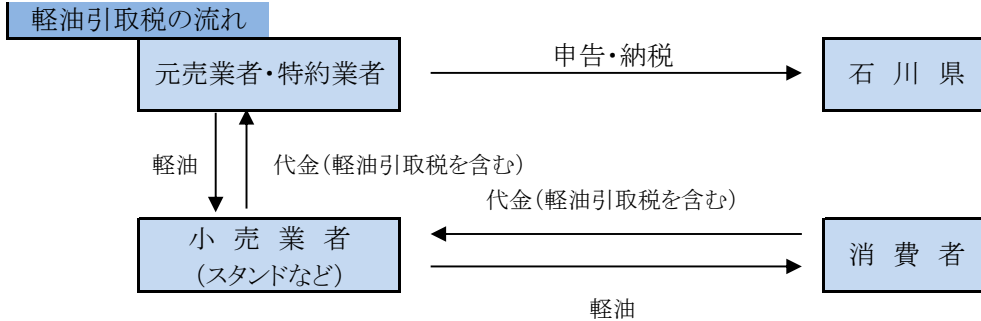 軽油引取税の流れ
元売業者・特約業者
申告・納税
石川県
軽油
代金(軽油引取税を含む)
代金(軽油引取税を含む)
小売業者
(スタンドなど)
消費者
軽油